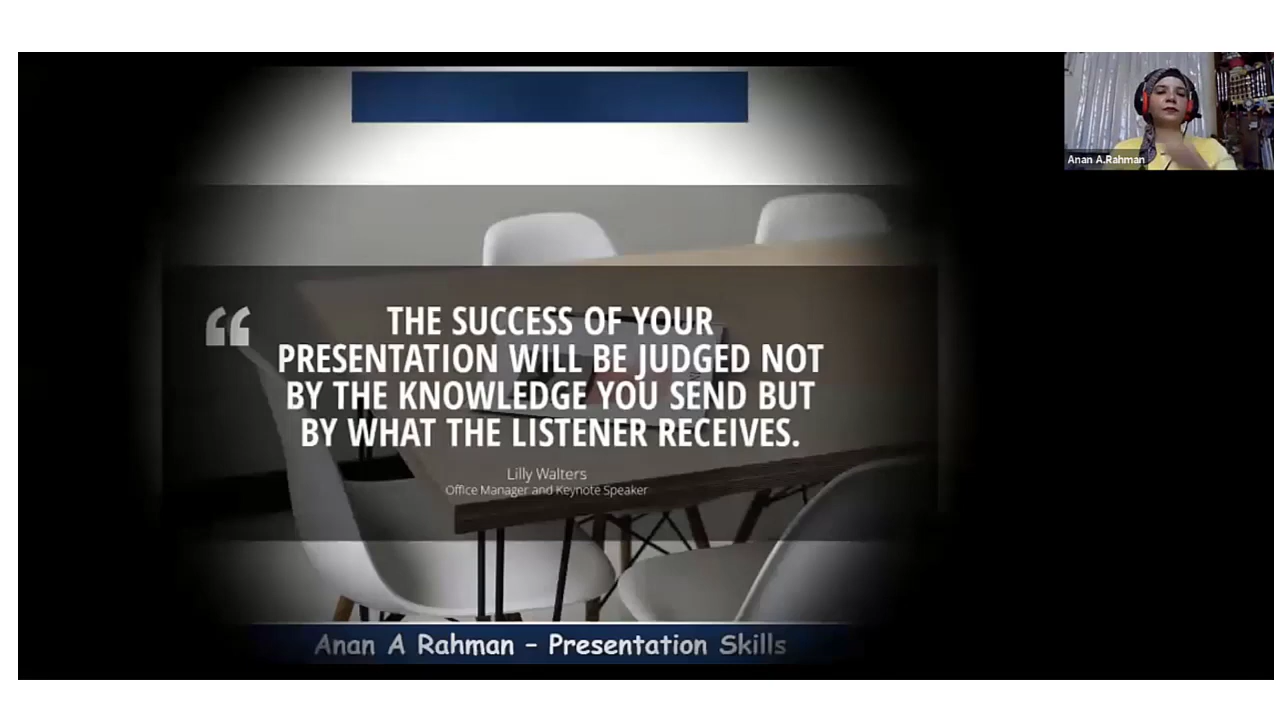 Anan A.Rahman
“
THE SUCCESS OF YOUR
PRESENTATION WILL BE JUDGED NOT
BY THE KNOWLEDGE YOU SEND BUT
BY WHAT THE LISTENER RECEIVES.
Lilly Walters
Office Manager and Keynote Speaker
Anan A Rahman – Presentation Skills